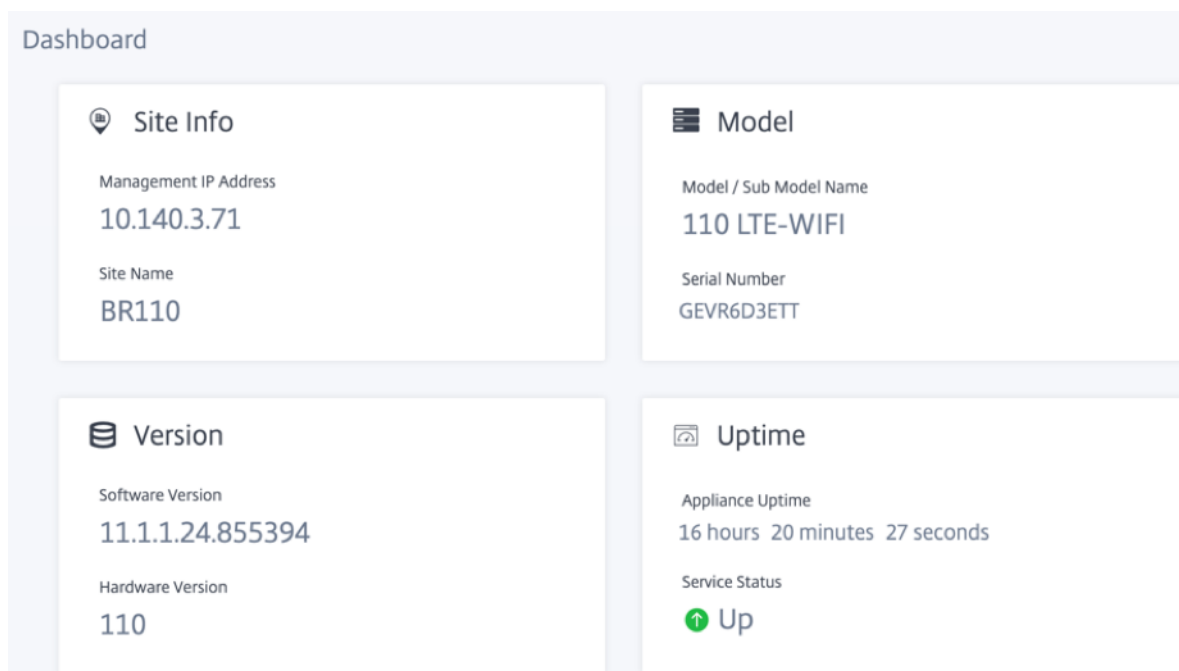 Dashboard
Site Info
Management IP Address
10.140.3.71
Site Name
BR110
Model
Model / Sub Model Name
110 LTE-WIFI
Serial Number
GEVR6D3ETT
Version
Software Version
11.1.1.24.855394
Hardware Version
110
Uptime
Appliance Uptime
16 hours 20 minutes 27 seconds
Service Status
Up